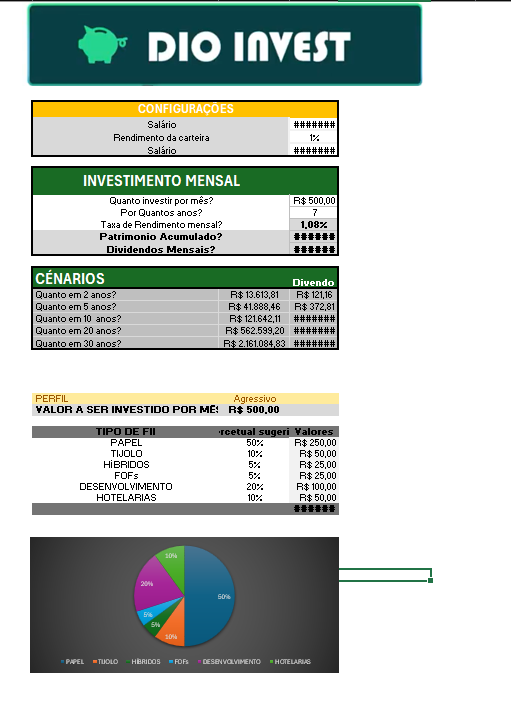 DIO INVEST
CONFIGURAÇÕES
Salário #######
Rendimento da carteira 1%
Salário #######
INVESTIMENTO MENSAL
Quanto investir por mês? R$ 500,00
Por Quantos anos? 7
Taxa de Rendimento mensal? 1,08%
Patrimonio Acumulado? ######
Dividendos Mensais? ######
CÉNARIOS Divendo
Quanto em 2 anos? R$ 13.613,81 R$ 121,16
Quanto em 5 anos? R$ 41.888,46 R$ 372,81
Quanto em 10 anos? R$ 121.642,11 #######
Quanto em 20 anos? R$ 562.599,20 #######
Quanto em 30 anos? R$ 2.161.084,83 #######
PERFIL Agressivo
VALOR A SER INVESTIDO POR MÊS R$ 500,00
TIPO DE FII rcetual sugeri Valores
PAPEL 50% R$ 250,00
TIJOLO 10% R$ 50,00
HÍBRIDOS 5% R$ 25,00
FOFs 5% R$ 25,00
DESENVOLVIMENTO 20% R$ 100,00
HOTELARIAS 10% R$ 50,00
######
10%
20%
50%
5%
5%
10%
PAPEL TIJOLO HÍBRIDOS FOFs DESENVOLVIMENTO HOTELARIAS